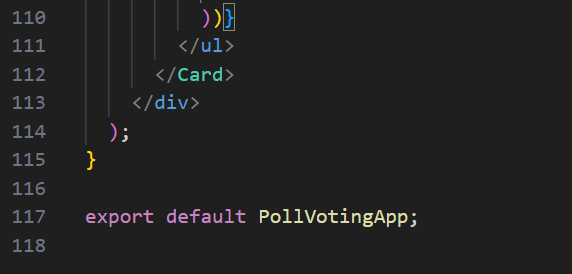 110 ))}
111 </ul>
112 </Card>
113 </div>
114 );
115 }
116
117 export default PollVotingApp;
118